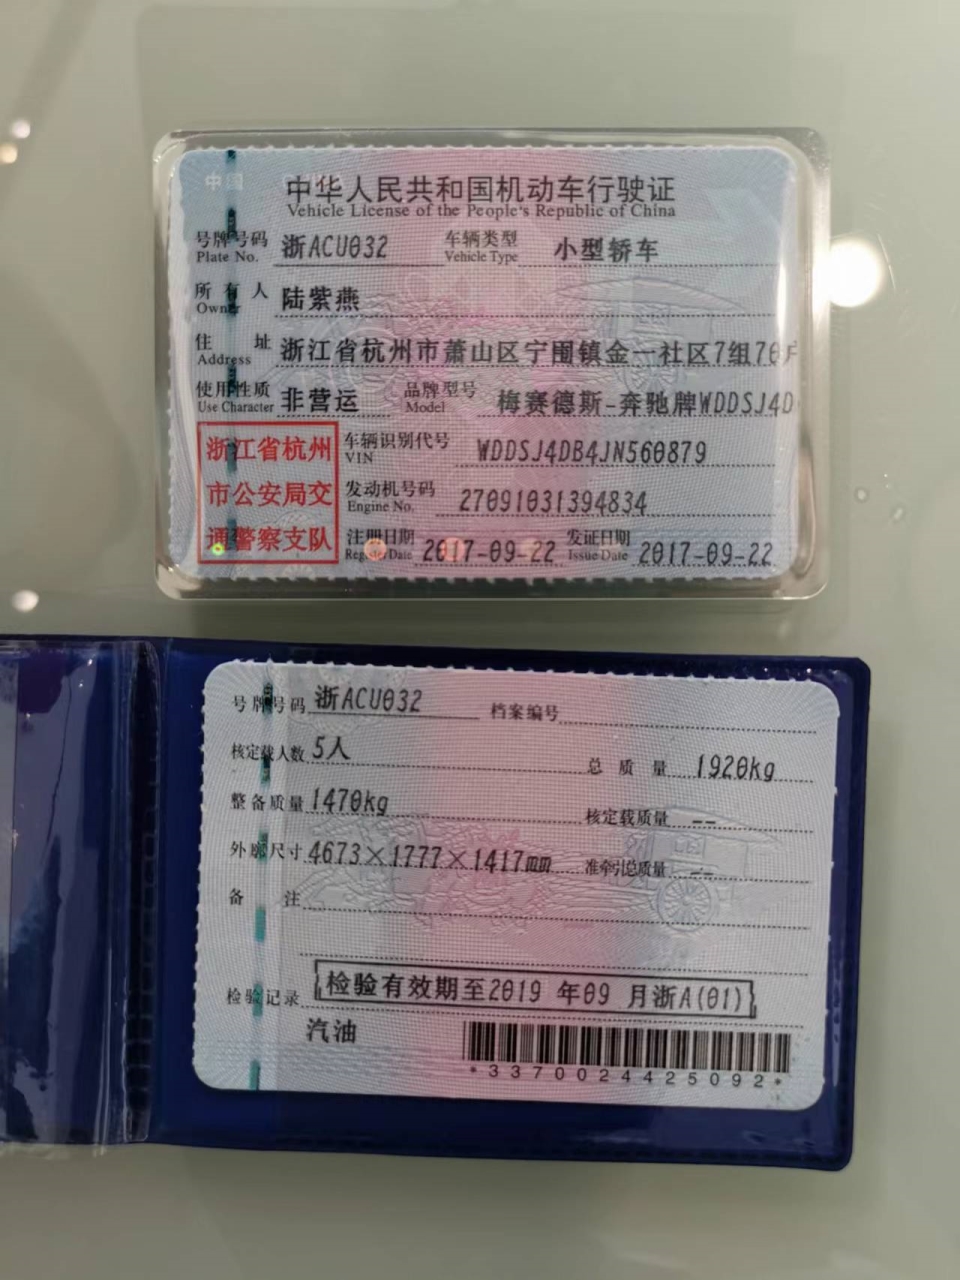 中国 CHINA
中华人民共和国机动车行驶证
Vehicle License of the People's Republic of China
号牌号码 浙ACU032 车辆类型 小型轿车
Plate No. Vehicle Type
所有人 陆紫燕
Owner
住址 浙江省杭州市萧山区宁围镇金一社区7组70户
Address
使用性质 非营运 品牌型号 梅赛德斯-奔驰牌WDDSJ4D
Use Character Model
浙江省杭州
市公安局交
通警察支队
车辆识别代号 WDDSJ4DB4JN560879
VIN
发动机号码 27091031394834
Engine No.
注册日期 2017-09-22 发证日期 2017-09-22
Register Date Issue Date
号牌号码 浙ACU032 档案编号
核定载人数 5人 总质量 1920kg
整备质量 1470kg 核定载质量 --
外廓尺寸 4673×1777×1417mm 准牵引总质量 --
备注
检验记录 检验有效期至2019 年09 月浙A(01)
汽油
*3370024425092*